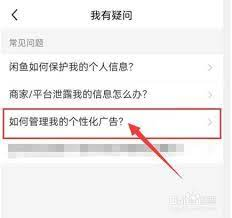 我有疑问
常见问题
闲鱼如何保护我的个人信息？
商家/平台泄露我的信息怎么办？
如何管理我的个性化广告？